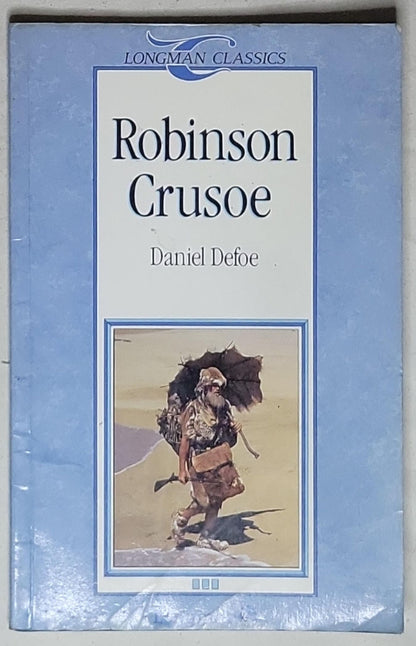 LONGMAN CLASSICS
Robinson
Crusoe
Daniel Defoe